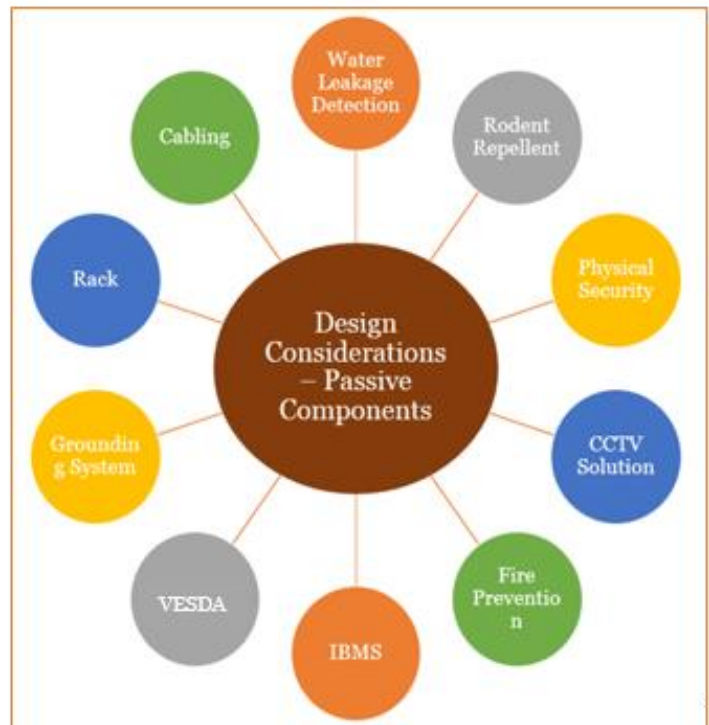 Water
Leakage
Detection
Rodent
Repellent
Physical
Security
CCTV
Solution
Fire
Preventio
n
IBMS
VESDA
Groundin
g System
Rack
Cabling
Design
Considerations
– Passive
Components